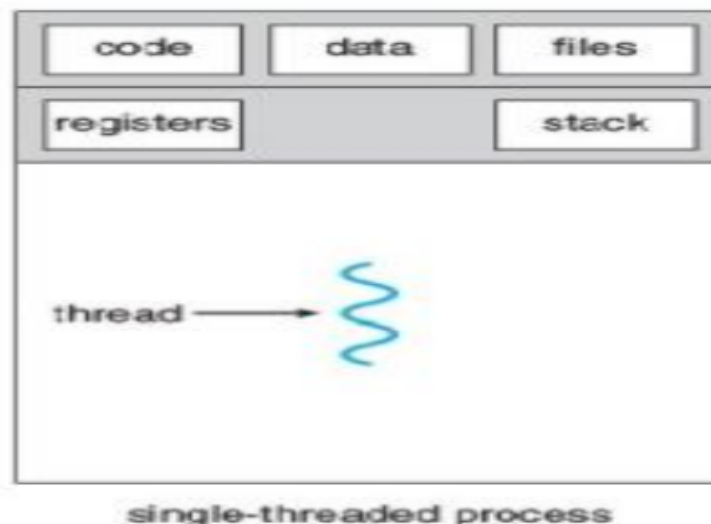 code data files
registers stack
thread
single-threaded process